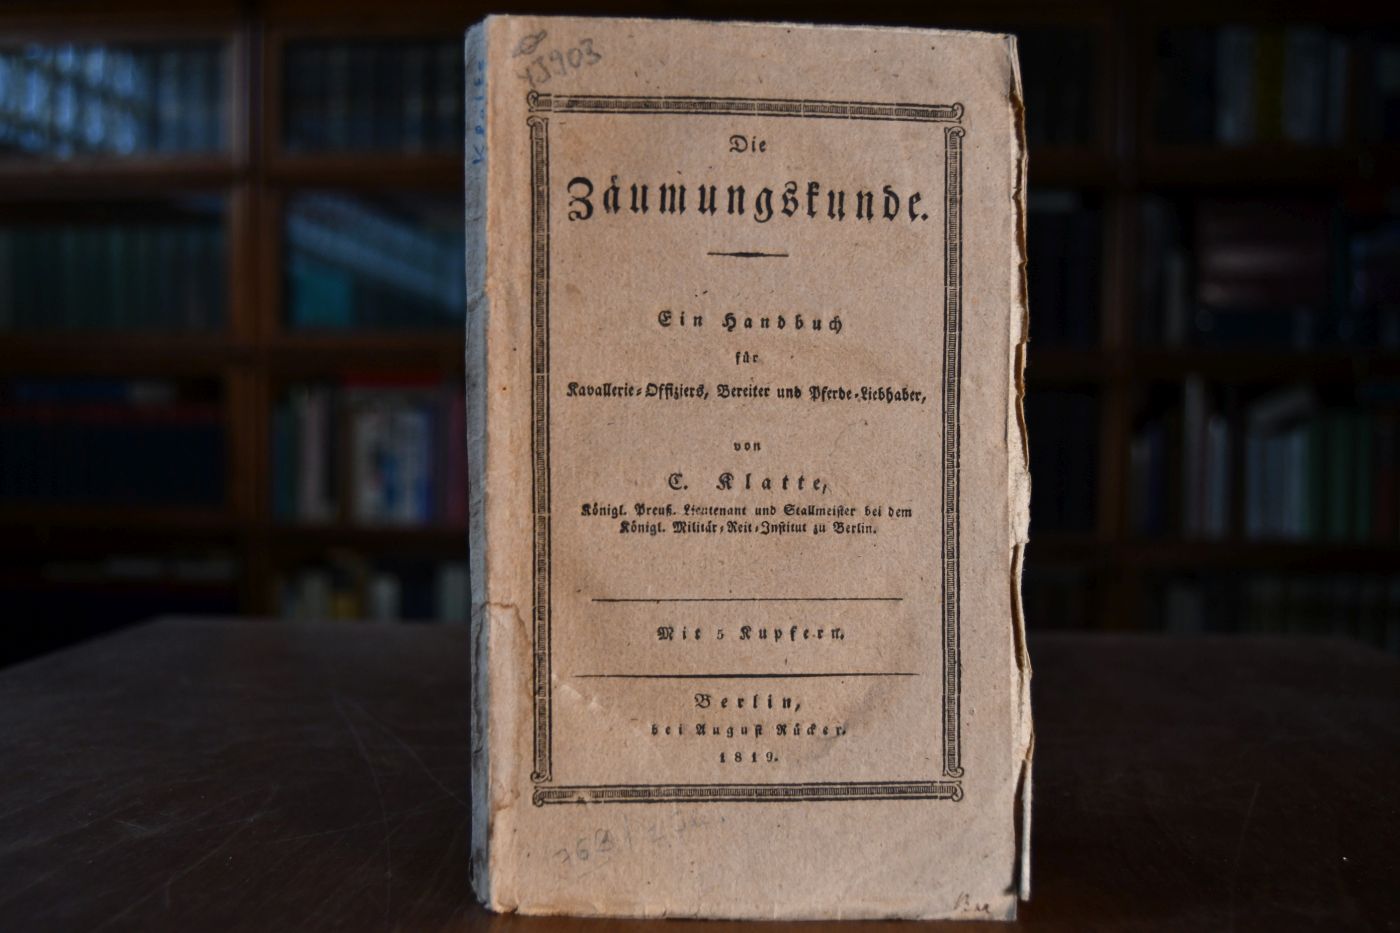 YJ903
Die
Zäumungskunde.
Ein Handbuch
für
Kavallerie-Offiziers, Bereiter und Pferde-Liebhaber,
von
C. Klatte,
Königl. Preuß. Lieutenant und Stallmeister bei dem
Königl. Militär-Reit-Institut zu Berlin.
Mit 5 Kupfern.
Berlin,
bei August Rücker.
1819.